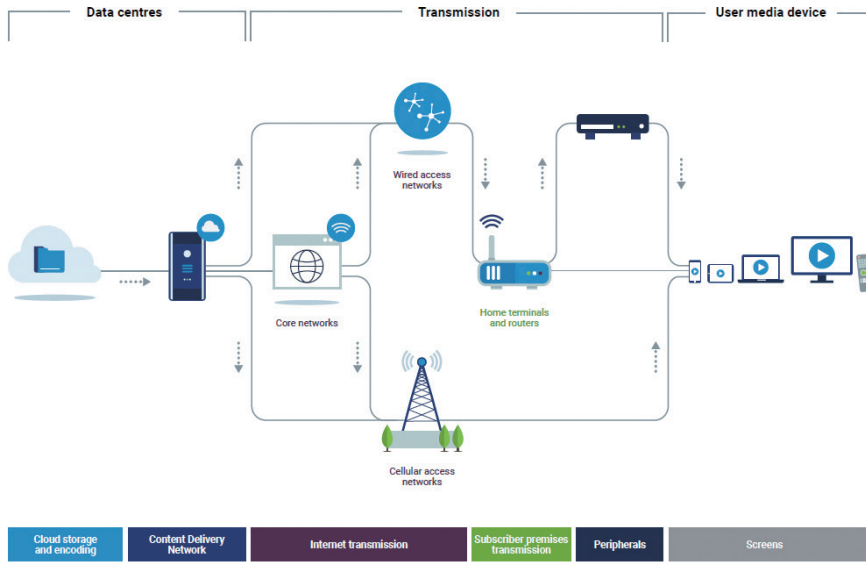 Data centres
Transmission
User media device
Wired access
networks
Core networks
Home terminals
and routers
Cellular access
networks
Cloud storage
and encoding
Content Delivery
Network
Internet transmission
Subscriber premises
transmission
Peripherals
Screens